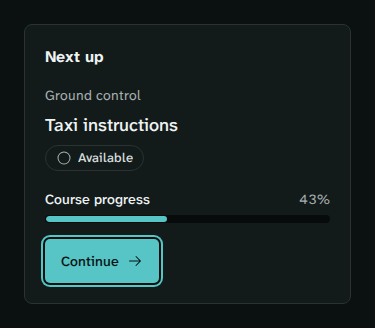 Next up
Ground control
Taxi instructions
Available
Course progress 43%
Continue →